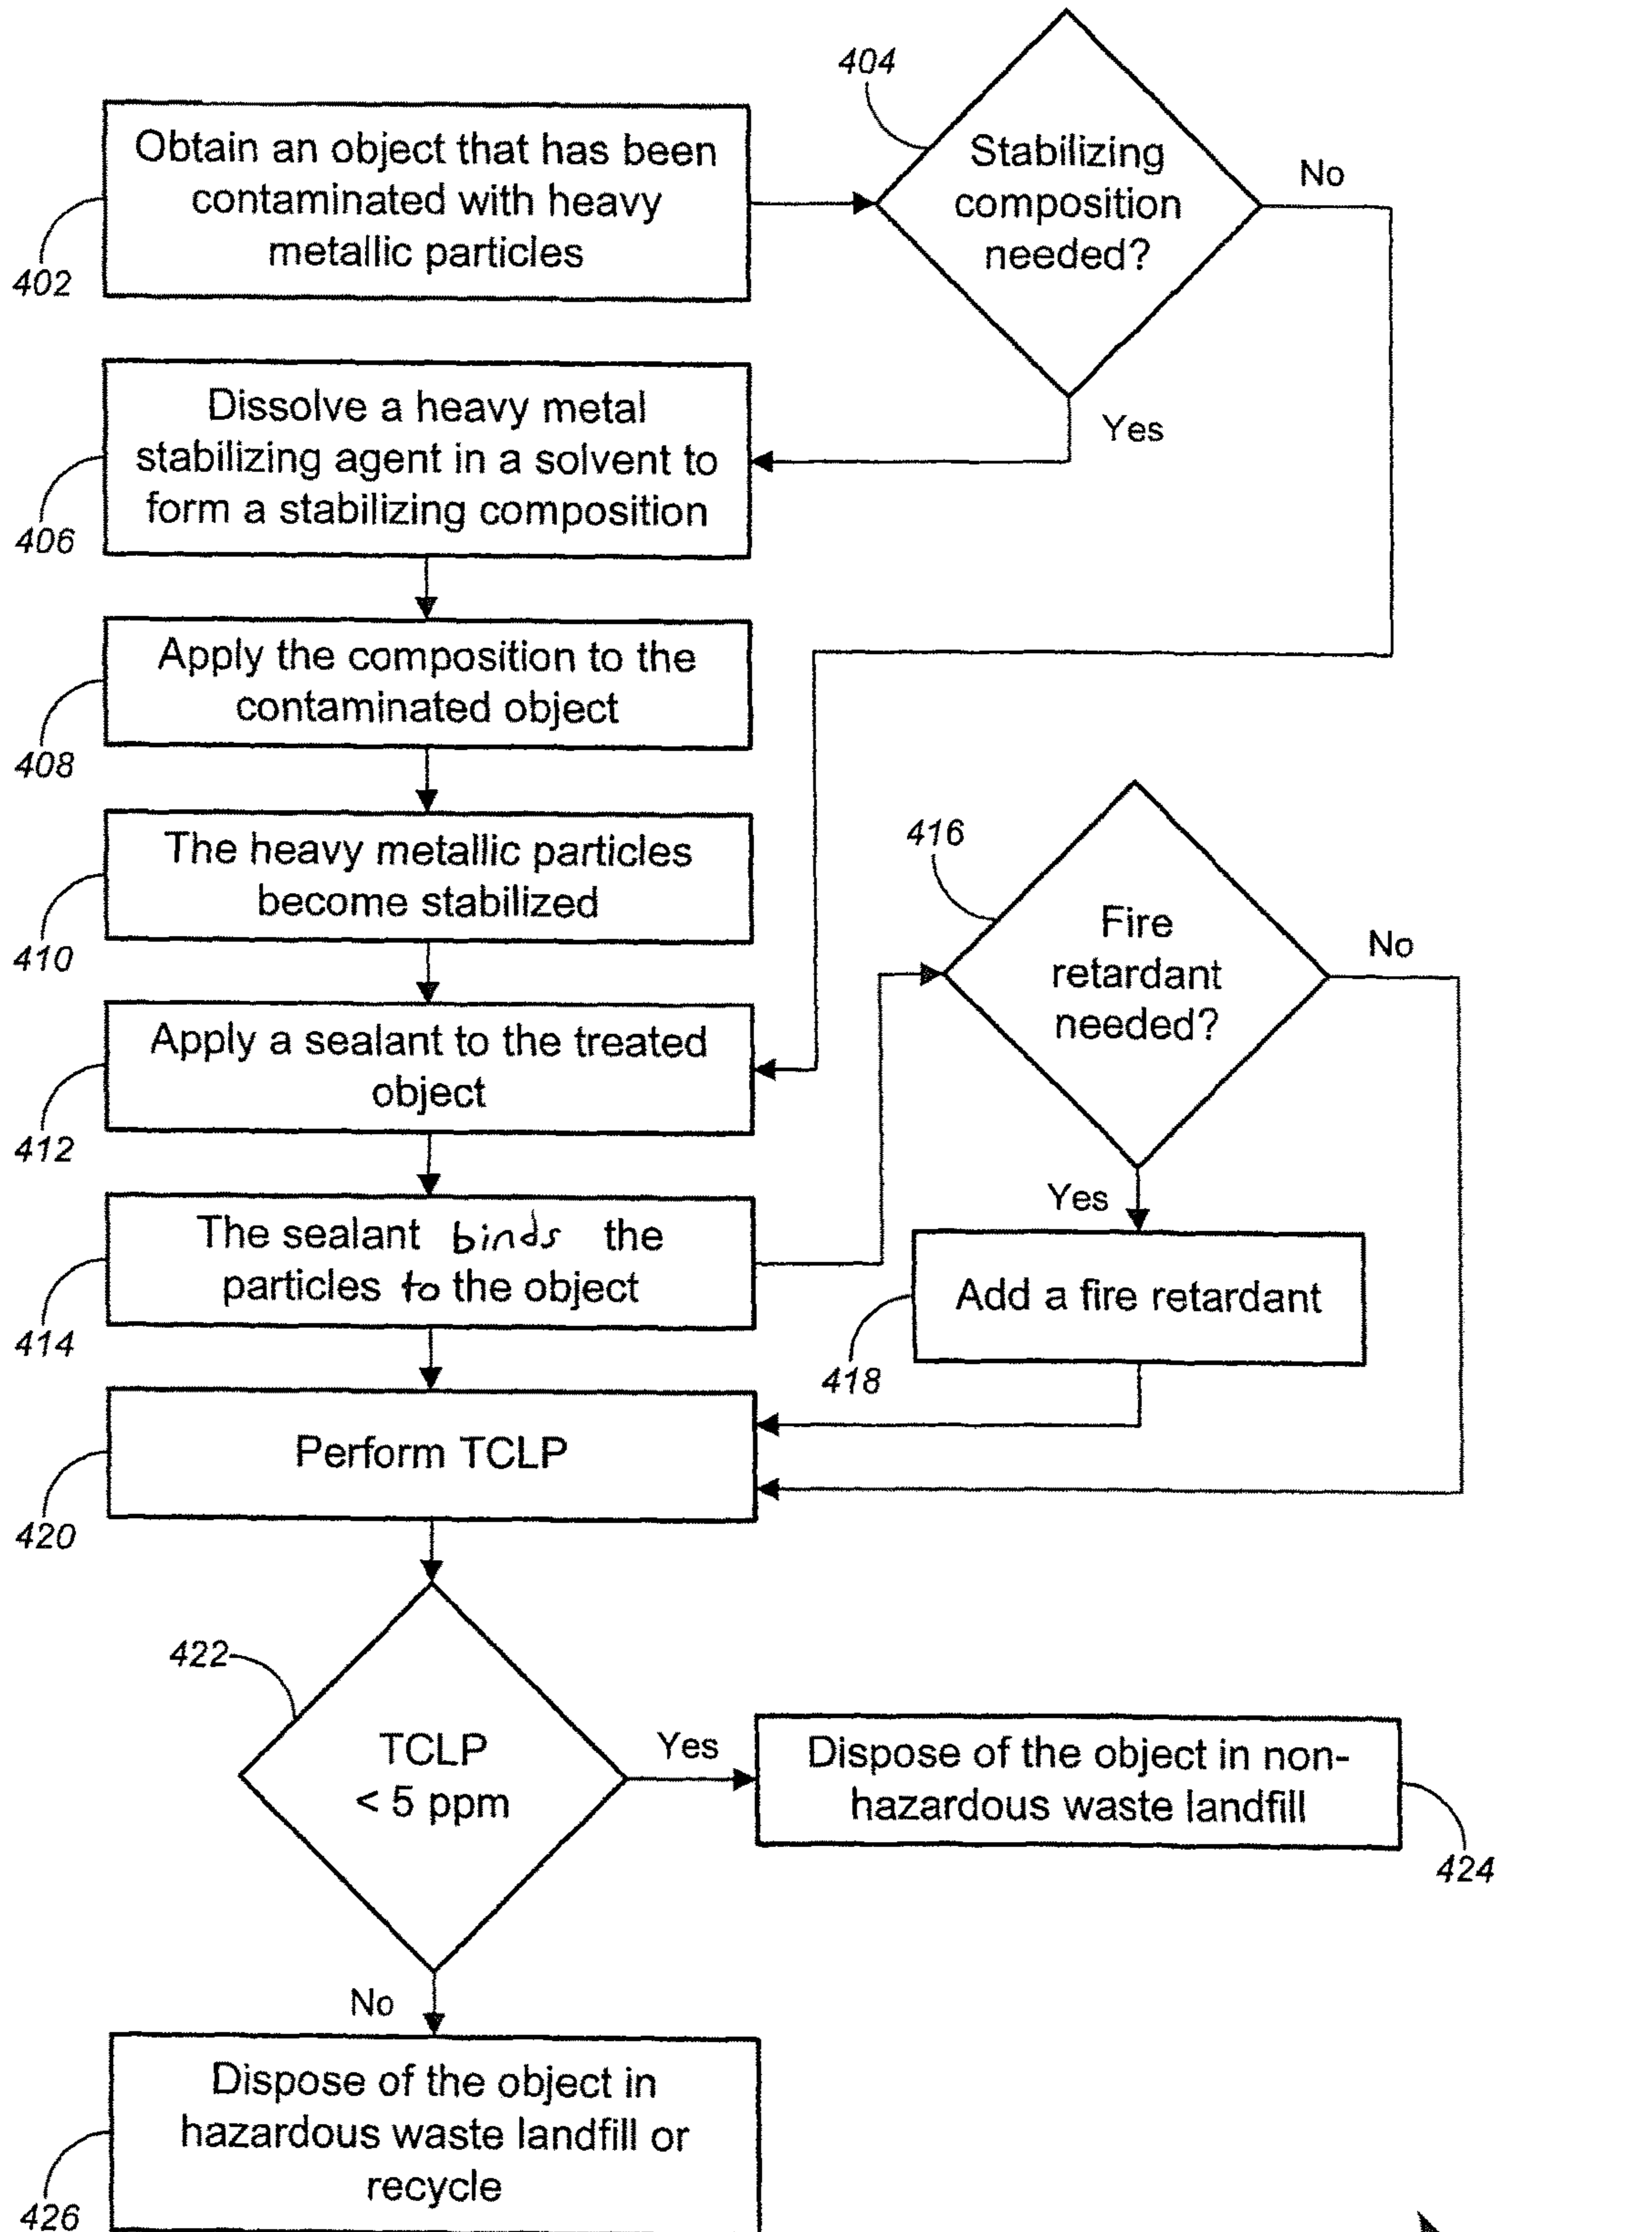 404
Obtain an object that has been
contaminated with heavy
metallic particles
402
Stabilizing
composition
needed?
No
Yes
Dissolve a heavy metal
stabilizing agent in a solvent to
form a stabilizing composition
406
Apply the composition to the
contaminated object
408
The heavy metallic particles
become stabilized
410
416
Fire
retardant
needed?
No
Yes
Apply a sealant to the treated
object
412
The sealant binds the
particles to the object
414
Add a fire retardant
418
Perform TCLP
420
422
TCLP
< 5 ppm
Yes
Dispose of the object in non-
hazardous waste landfill
424
No
Dispose of the object in
hazardous waste landfill or
recycle
426